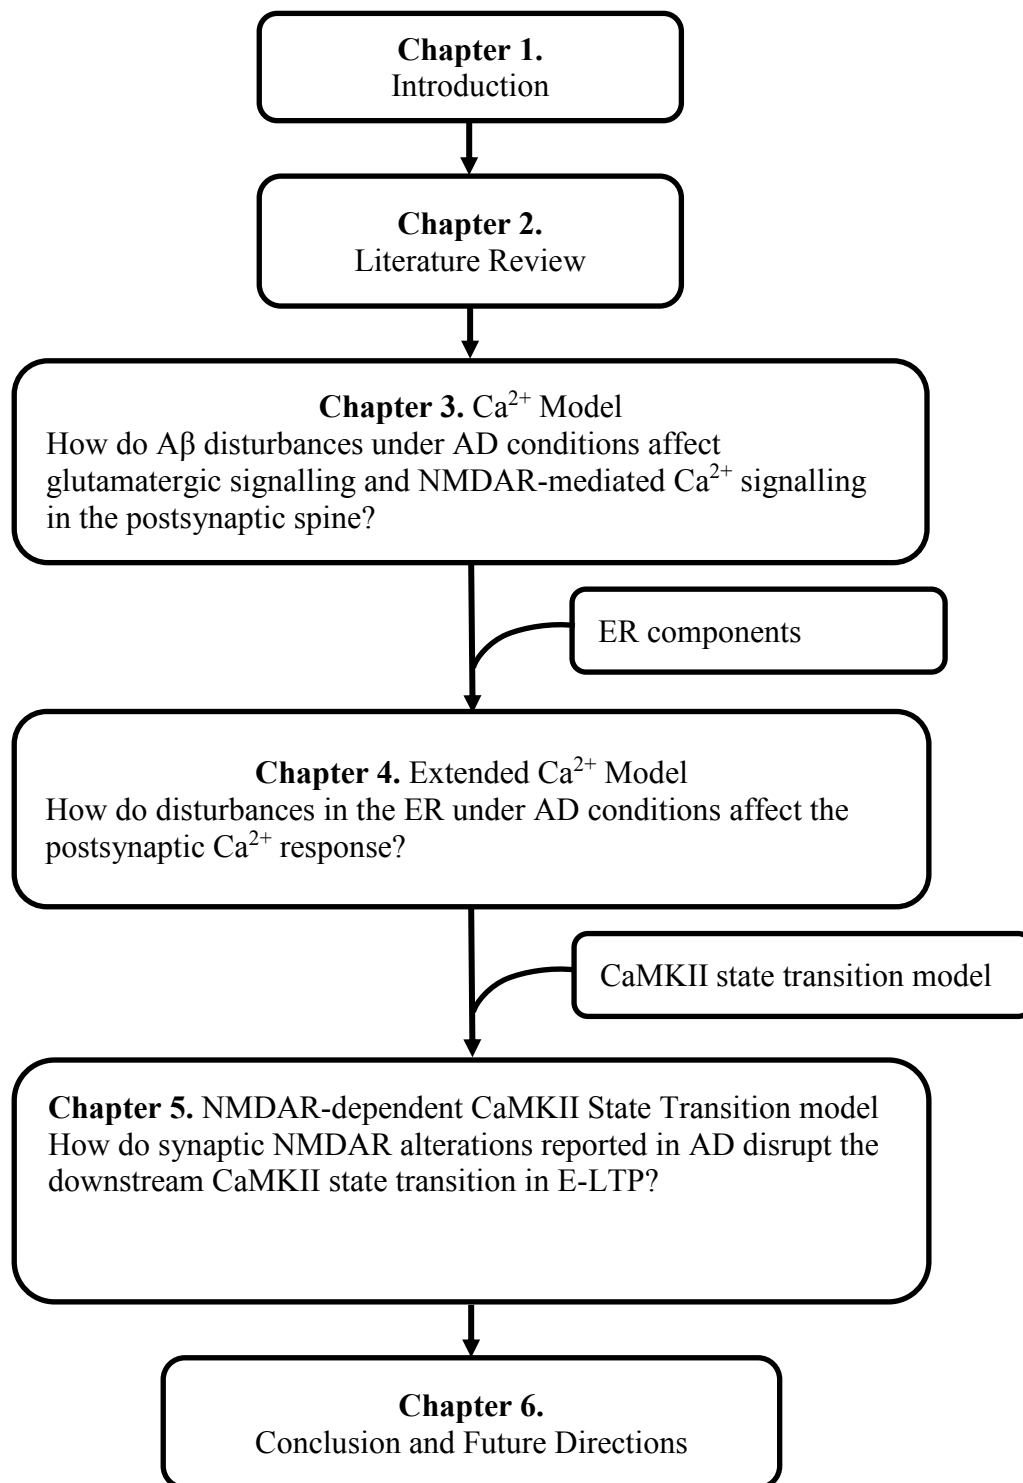 Chapter 1.
Introduction
Chapter 2.
Literature Review
Chapter 3. Ca²⁺ Model
How do Aβ disturbances under AD conditions affect
glutamatergic signalling and NMDAR-mediated Ca²⁺ signalling
in the postsynaptic spine?
ER components
Chapter 4. Extended Ca²⁺ Model
How do disturbances in the ER under AD conditions affect the
postsynaptic Ca²⁺ response?
CaMKII state transition model
Chapter 5. NMDAR-dependent CaMKII State Transition model
How do synaptic NMDAR alterations reported in AD disrupt the
downstream CaMKII state transition in E-LTP?
Chapter 6.
Conclusion and Future Directions